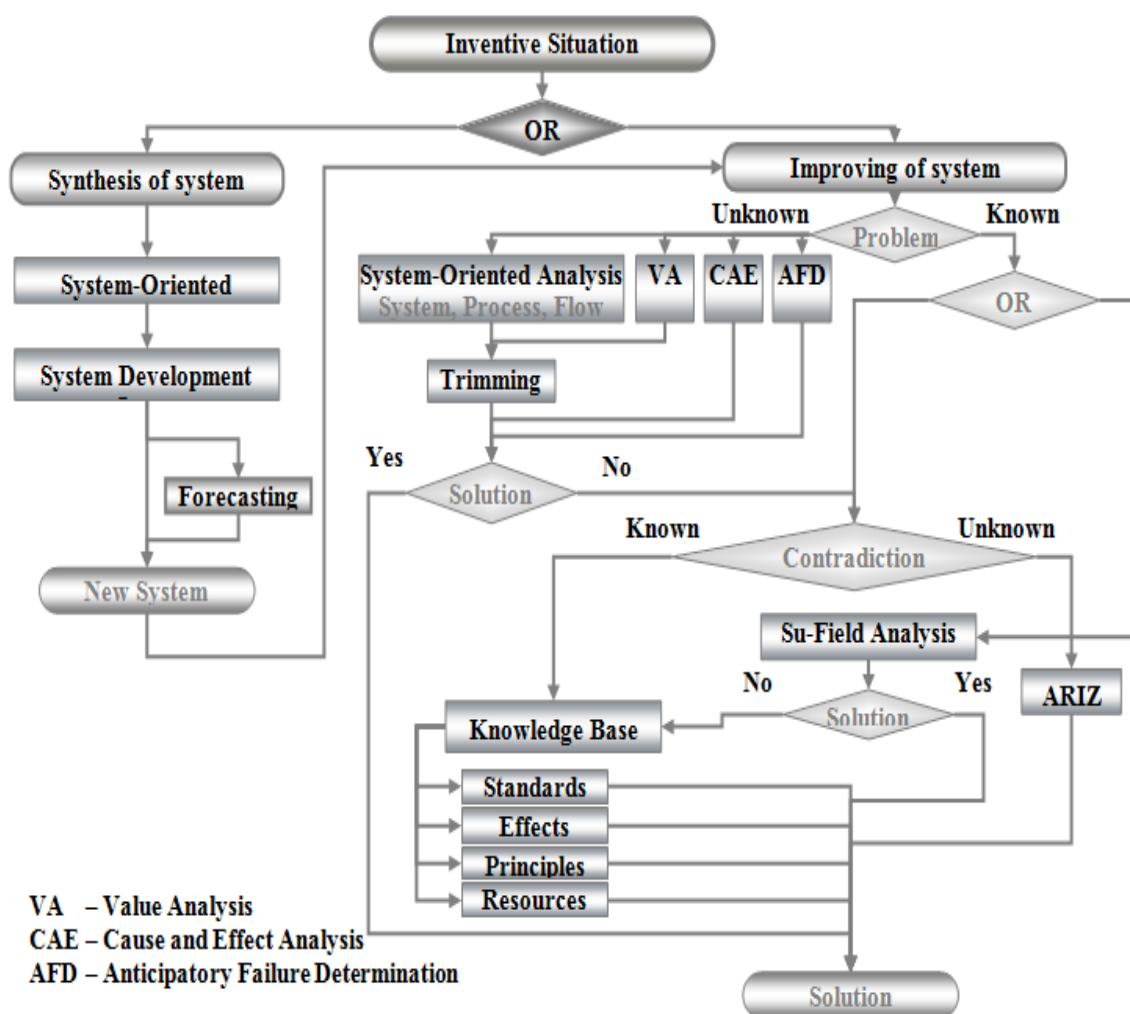 Inventive Situation
OR
Synthesis of system
Improving of system
Unknown
Known
Problem
System-Oriented
System-Oriented Analysis
System, Process, Flow
VA
CAE
AFD
OR
System Development
Trimming
Yes
No
Solution
Forecasting
Known
Unknown
Contradiction
New System
Su-Field Analysis
No
Yes
ARIZ
Solution
Knowledge Base
Standards
Effects
Principles
Resources
VA – Value Analysis
CAE – Cause and Effect Analysis
AFD – Anticipatory Failure Determination
Solution